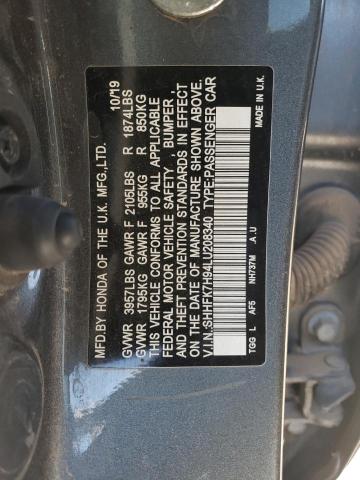 MFD.BY HONDA OF THE U.K. MFG.,LTD. 10/19
GVWR 3957LBS GAWR F 2105LBS R 1874LBS
GVWR 1795KG GAWR F 955KG R 850KG
THIS VEHICLE CONFORMS TO ALL APPLICABLE
FEDERAL MOTOR VEHICLE SAFETY , BUMPER ,
AND THEFT PREVENTION STANDARDS IN EFFECT
ON THE DATE OF MANUFACTURE SHOWN ABOVE.
V.I.N.:SHHFK7H94LU208340 TYPE:PASSENGER CAR
TGG L AF5 NH737M .A .U MADE IN U.K.